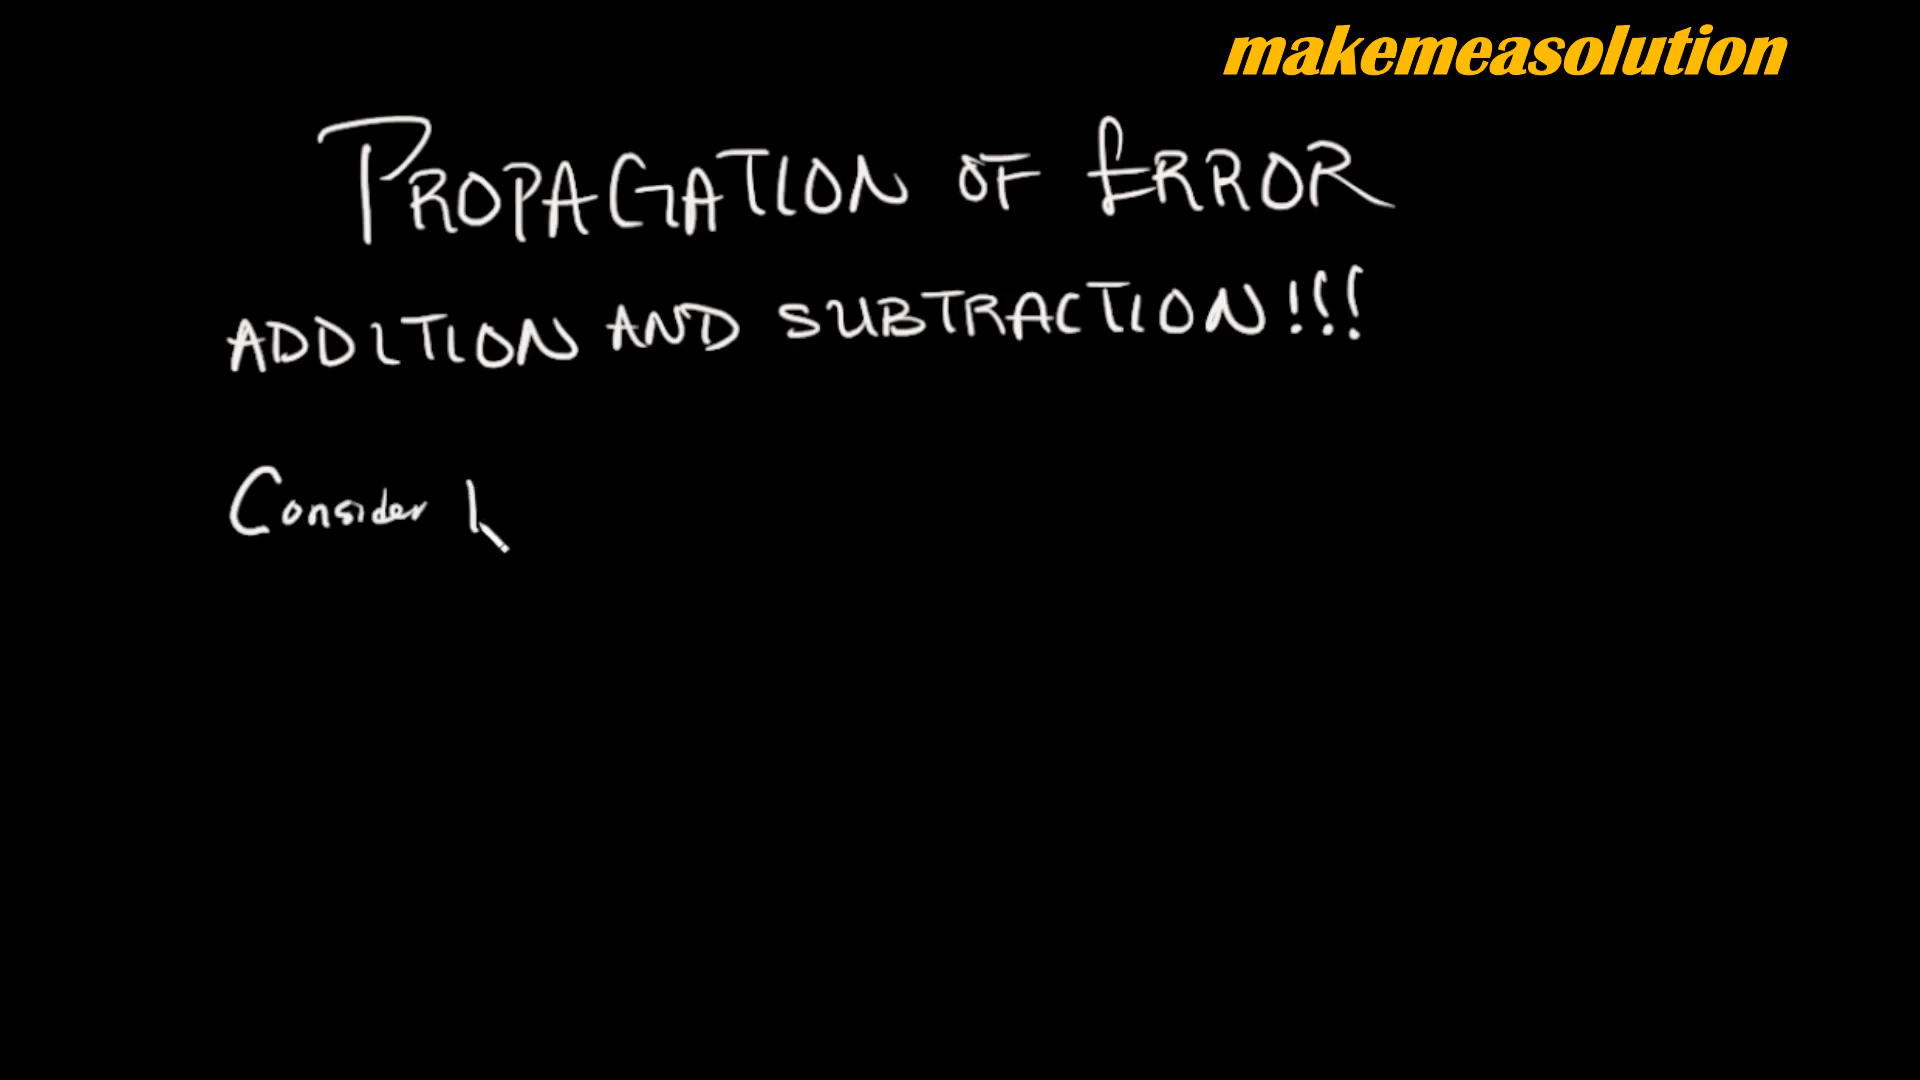 makemeasolution
PROPAGATION OF ERROR
ADDITION AND SUBTRACTION!!!
Consider